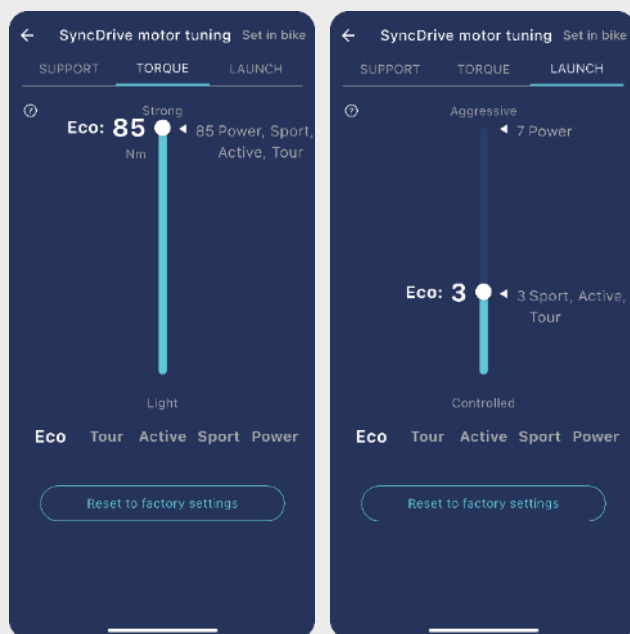 SyncDrive motor tuning Set in bike
SUPPORT TORQUE LAUNCH
Strong
Eco: 85
Nm
85 Power, Sport,
Active, Tour
Light
Eco Tour Active Sport Power
Reset to factory settings
SyncDrive motor tuning Set in bike
SUPPORT TORQUE LAUNCH
Aggressive
7 Power
Eco: 3
3 Sport, Active,
Tour
Controlled
Eco Tour Active Sport Power
Reset to factory settings